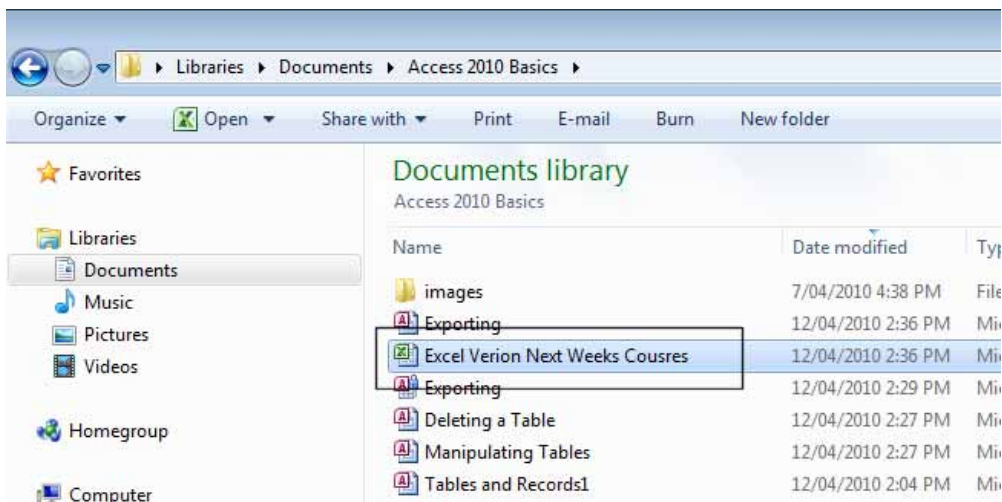 Libraries Documents Access 2010 Basics
Organize Open Share with Print E-mail Burn New folder
Favorites
Libraries
Documents
Music
Pictures
Videos
Homegroup
Computer
Documents library
Access 2010 Basics
Name Date modified
images 7/04/2010 4:38 PM File
Exporting 12/04/2010 2:36 PM
Excel Verion Next Weeks Cousres 12/04/2010 2:36 PM
Exporting 12/04/2010 2:29 PM
Deleting a Table 12/04/2010 2:27 PM
Manipulating Tables 12/04/2010 2:27 PM
Tables and Records1 12/04/2010 2:04 PM